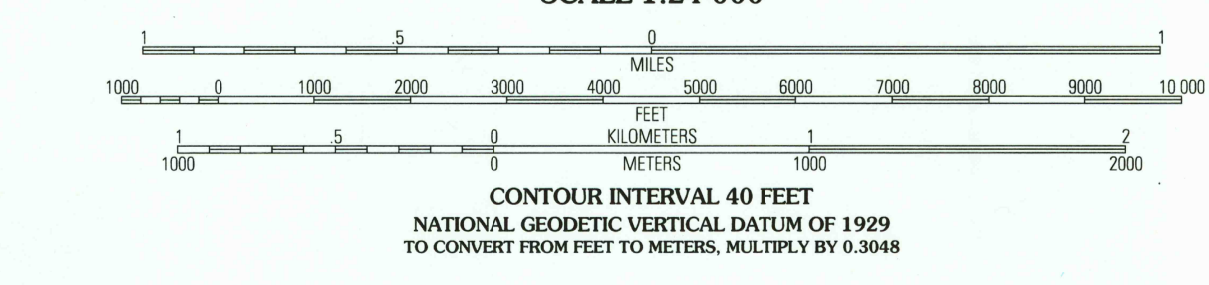 1 .5 0 1
MILES
1000 0 1000 2000 3000 4000 5000 6000 7000 8000 9000 10 000
FEET
1 .5 0 KILOMETERS 1 2
1000 0 METERS 1000 2000
CONTOUR INTERVAL 40 FEET
NATIONAL GEODETIC VERTICAL DATUM OF 1929
TO CONVERT FROM FEET TO METERS, MULTIPLY BY 0.3048